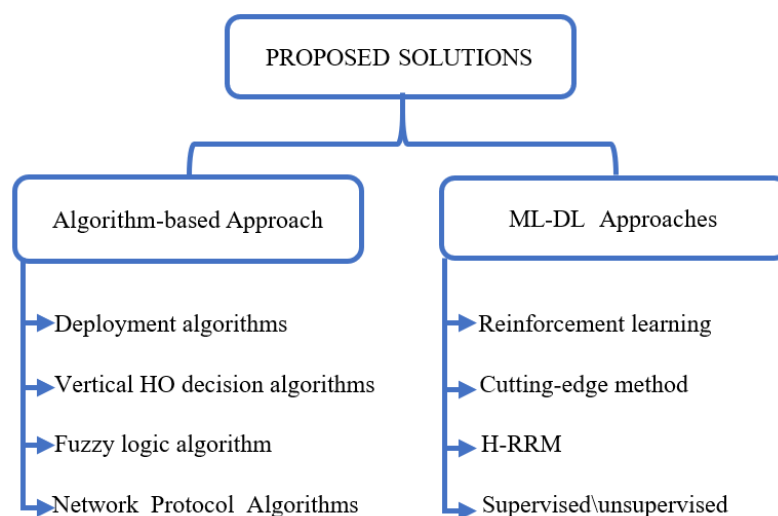 PROPOSED SOLUTIONS
Algorithm-based Approach
Deployment algorithms
Vertical HO decision algorithms
Fuzzy logic algorithm
Network Protocol Algorithms
ML-DL Approaches
Reinforcement learning
Cutting-edge method
H-RRM
Supervised\unsupervised